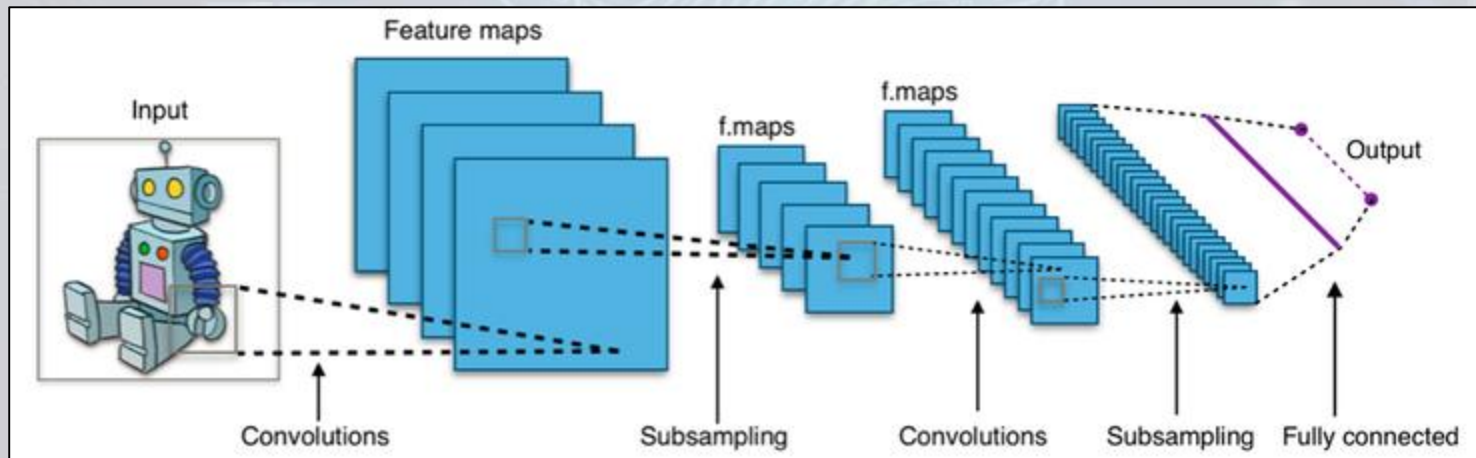 Feature maps
Input
f.maps
f.maps
Output
Convolutions
Subsampling
Convolutions
Subsampling
Fully connected